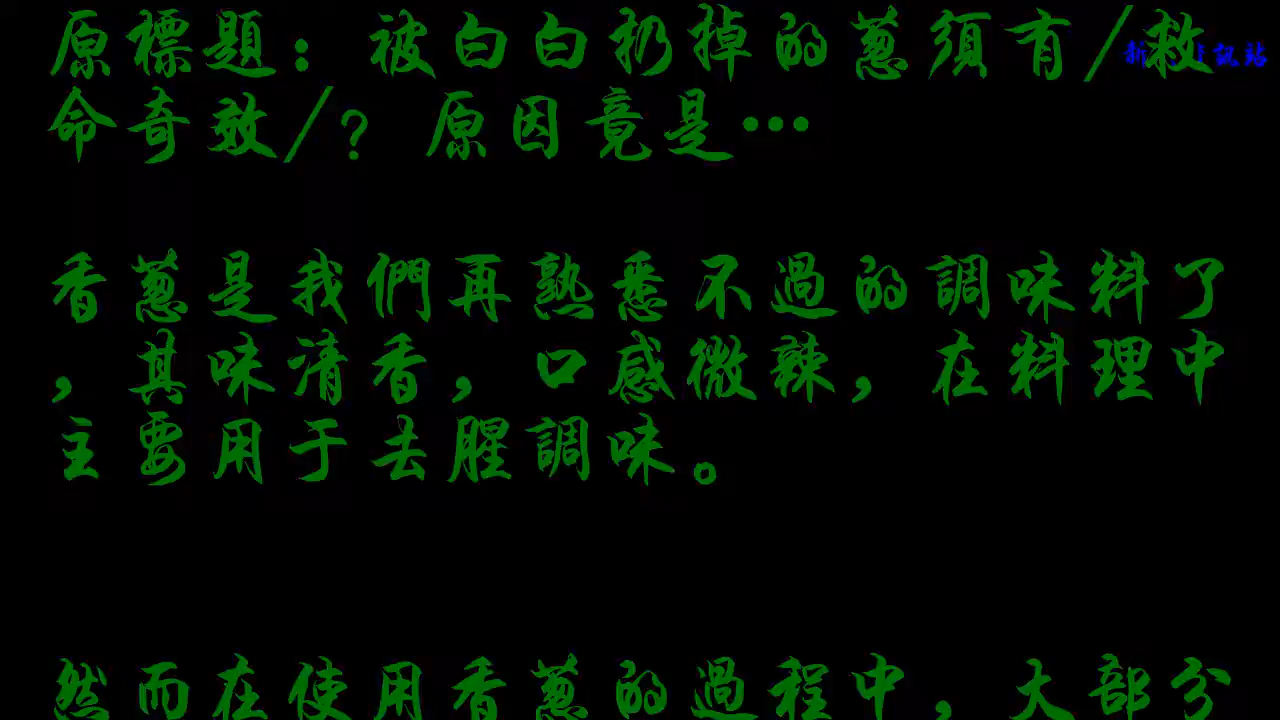 原標題：被白白扔掉的蔥須有/救
命奇效/？原因竟是…
香蔥是我們再熟悉不過的調味料了
，其味清香，口感微辣，在料理中
主要用于去腥調味。
然而在使用香蔥的過程中，大部分
訊站